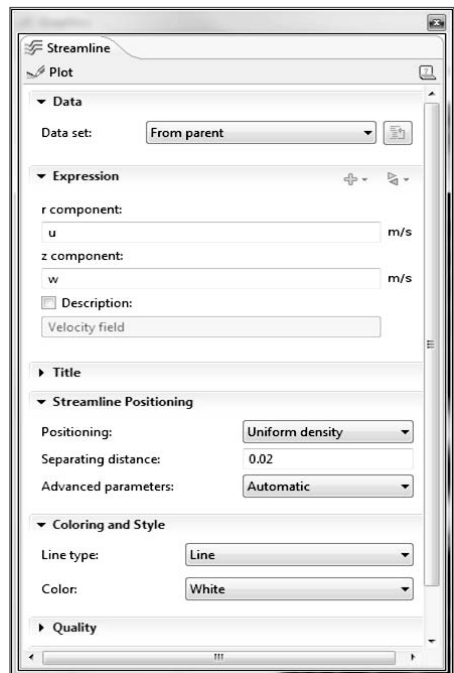 Streamline
Plot
Data
Data set: From parent
Expression
r component:
u m/s
z component:
w m/s
Description:
Velocity field
Title
Streamline Positioning
Positioning: Uniform density
Separating distance: 0.02
Advanced parameters: Automatic
Coloring and Style
Line type: Line
Color: White
Quality